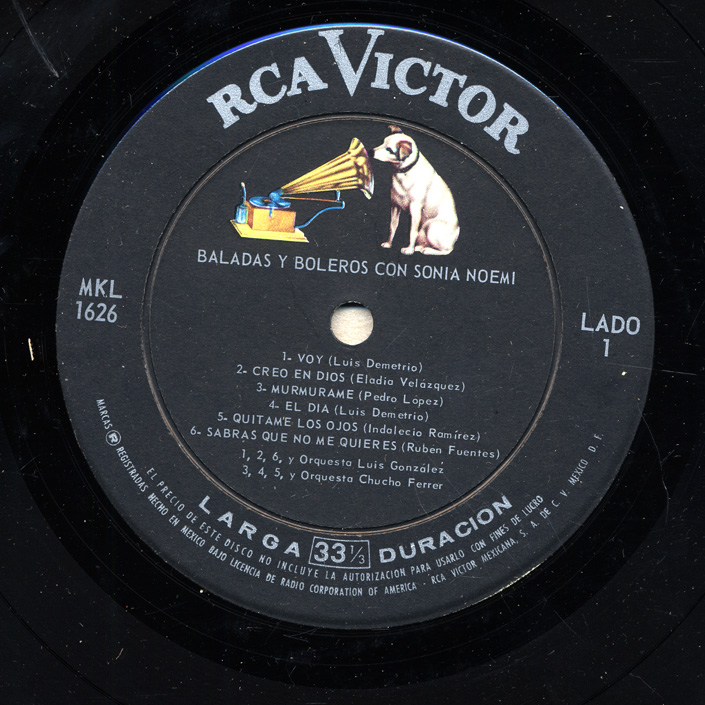 RCA VICTOR
BALADAS Y BOLEROS CON SONIA NOEMI
MKL
1626
LADO
1
1- VOY (Luis Demetrio)
2- CREO EN DIOS (Eladia Velázquez)
3- MURMURAME (Pedro López)
4- EL DIA (Luis Demetrio)
5- QUITAME LOS OJOS (Indalecio Ramírez)
6- SABRAS QUE NO ME QUIERES (Ruben Fuentes)
1, 2, 6, y Orquesta Luis González
3, 4, 5, y Orquesta Chucho Ferrer
LARGA 33 1/3 DURACION
EL PRECIO DE ESTE DISCO NO INCLUYE LA AUTORIZACION PARA USARLO CON FINES DE LUCRO
MARCAS ® REGISTRADAS HECHO EN MEXICO BAJO LICENCIA DE RADIO CORPORATION OF AMERICA - RCA VICTOR MEXICANA, S. A. DE C. V. MEXICO D. F.